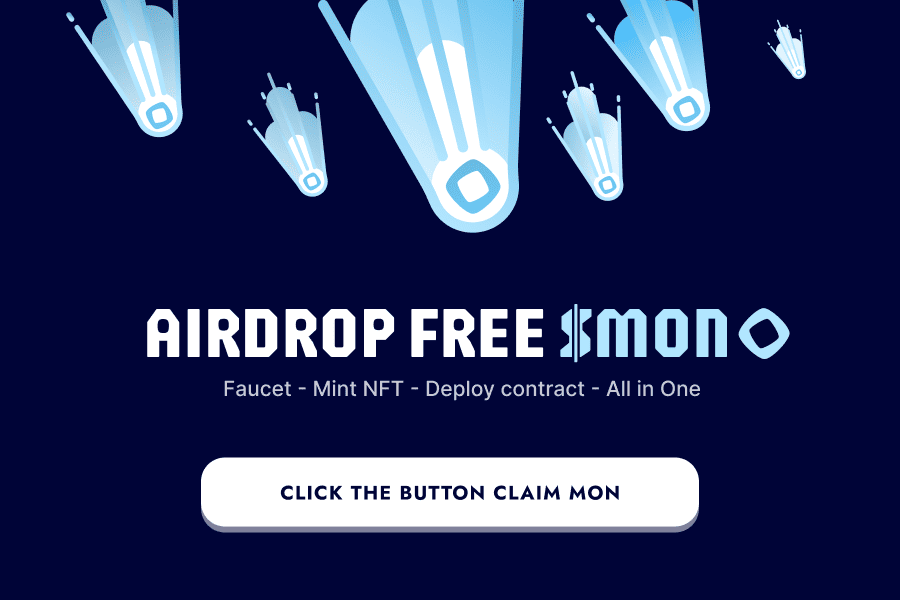 AIRDROP FREE $MON
Faucet - Mint NFT - Deploy contract - All in One
CLICK THE BUTTON CLAIM MON